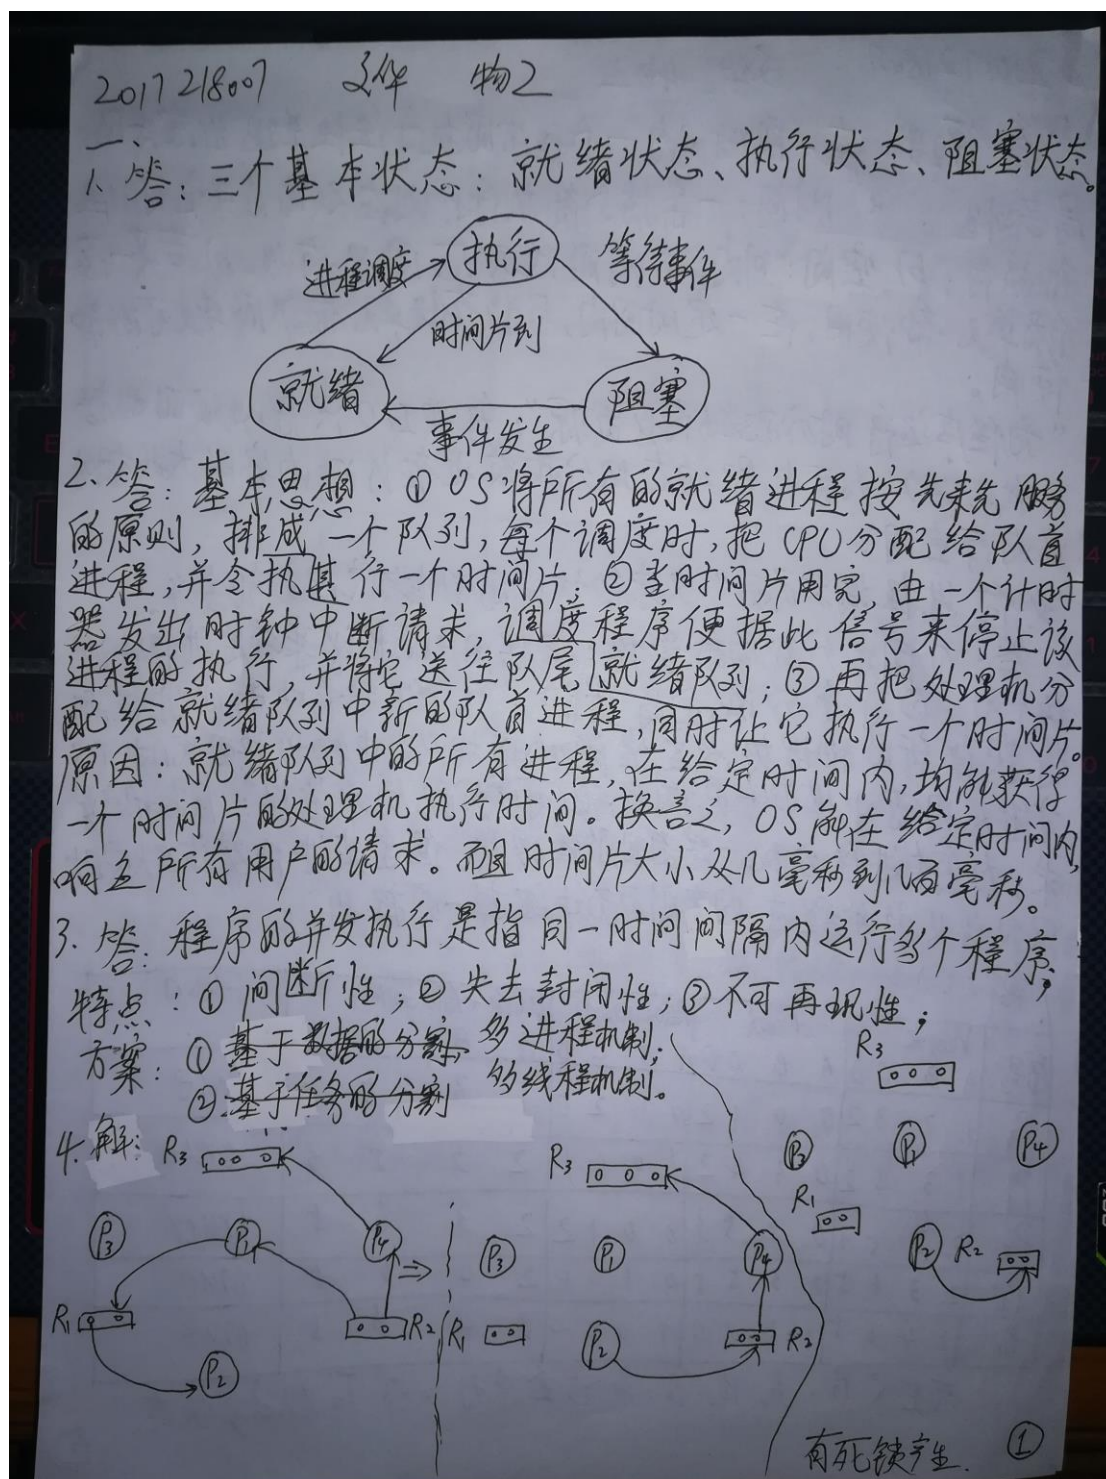 2017218007 物2
一、
1、答：三个基本状态：就绪状态、执行状态、阻塞状态。
执行 等待事件
进程调度
时间片到
就绪 阻塞
事件发生
2、答：基本思想：① OS将所有的就绪进程按先来先服务
的原则，排成一个队列，每个调度时，把CPU分配给队首
进程，并令执其行一个时间片；②当时间片用完，由一个计时
器发出时钟中断请求，调度程序便据此信号来停止该
进程的执行，并将它送往队尾就绪队列；③再把处理机分
配给就绪队列中新的队首进程，同时让它执行一个时间片。
原因：就绪队列中的所有进程，在给定时间内，均能获得
一个时间片的处理机执行时间。换言之，OS能在给定时间内，
响应所有用户的请求。而且时间片大小从几毫秒到几百毫秒。
3、答：程序的并发执行是指同一时间间隔内运行多个程序；
特点：①间断性；②失去封闭性；③不可再现性；
方案：①基于数据的分割，多进程机制；
②基于任务的分割 多线程机制。
4、解：
R3 R3 R3
P3 P1 P4 P3 P1 P4 P3 P1 P4
R1 R2 R1 R2 R1 R2
P2 P2 P2
有死锁产生. ①